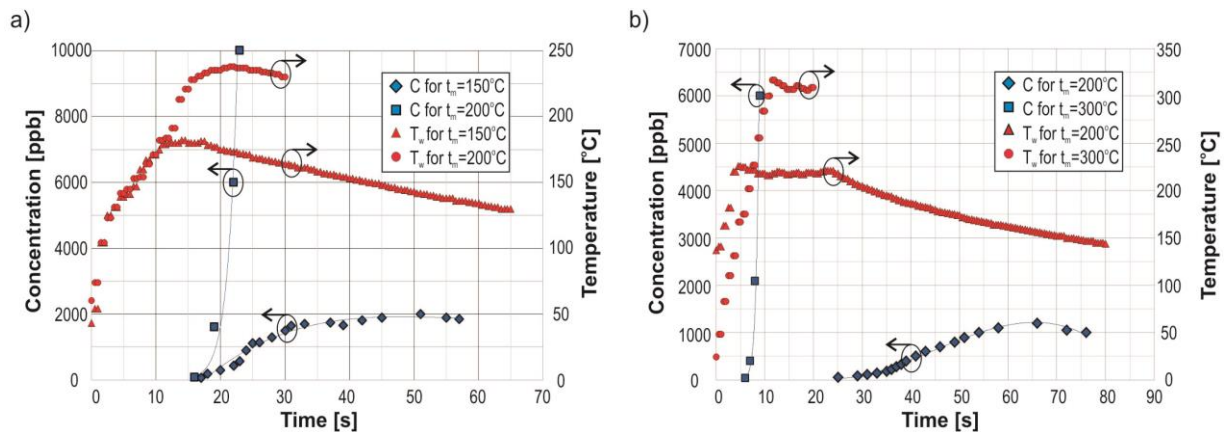 a)
Concentration [ppb]
10000
8000
6000
4000
2000
0
250
200
150
100
50
0
Temperature [°C]
C for tm=150°C
C for tm=200°C
Tw for tm=150°C
Tw for tm=200°C
0 10 20 30 40 50 60 70
Time [s]
b)
Concentration [ppb]
7000
6000
5000
4000
3000
2000
1000
0
350
300
250
200
150
100
50
0
Temperature [°C]
C for tm=200°C
C for tm=300°C
Tw for tm=200°C
Tw for tm=300°C
0 10 20 30 40 50 60 70 80 90
Time [s]